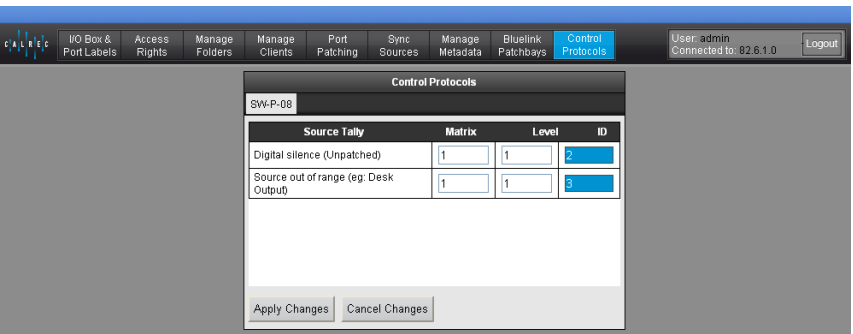 CALREC
I/O Box & Port Labels
Access Rights
Manage Folders
Manage Clients
Port Patching
Sync Sources
Manage Metadata
Bluelink Patchbays
Control Protocols
User: admin
Connected to: 82.6.1.0
Logout
Control Protocols
SW-P-08
Source Tally Matrix Level ID
Digital silence (Unpatched) 1 1 2
Source out of range (eg: Desk
Output) 1 1 3
Apply Changes Cancel Changes